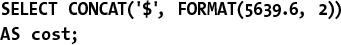 SELECT CONCAT('$', FORMAT(5639.6, 2))
AS cost;